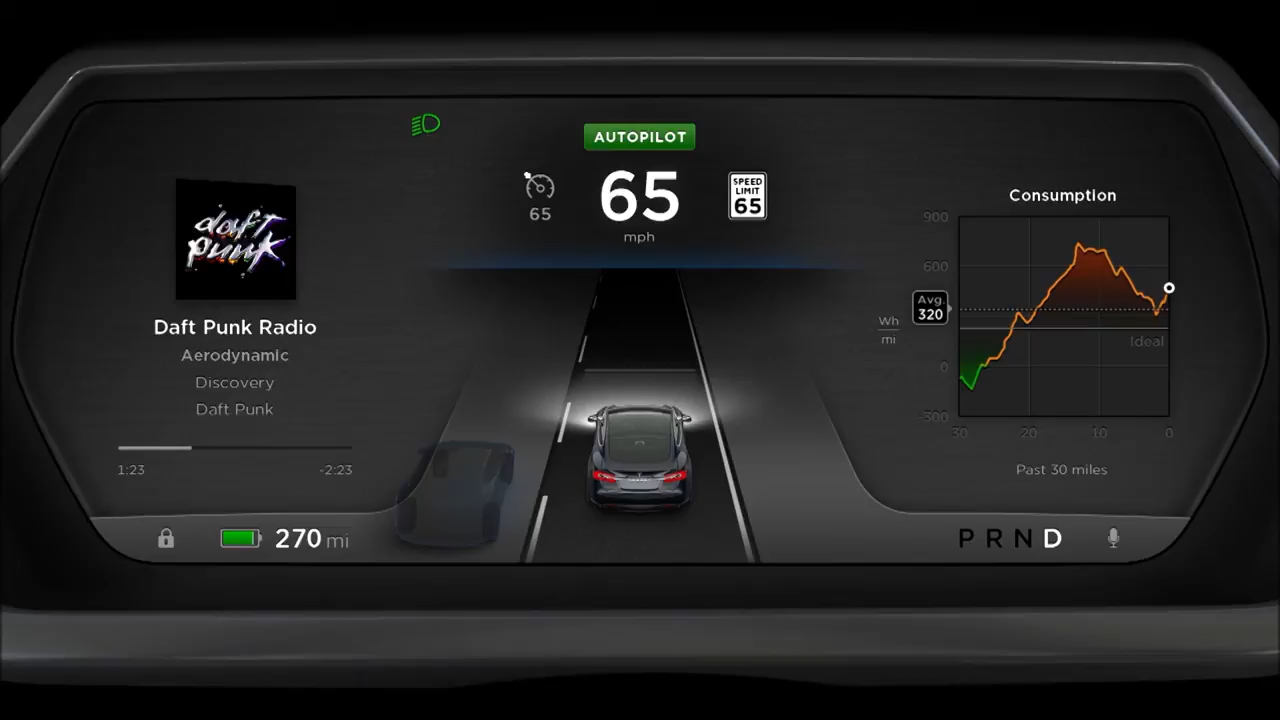 AUTOPILOT
65
65
mph
SPEED
LIMIT
65
daft
punk
Daft Punk Radio
Aerodynamic
Discovery
Daft Punk
1:23
-2:23
270 mi
Consumption
900
600
Avg.
320
Wh
mi
Ideal
0
-300
30
20
10
0
Past 30 miles
P R N D